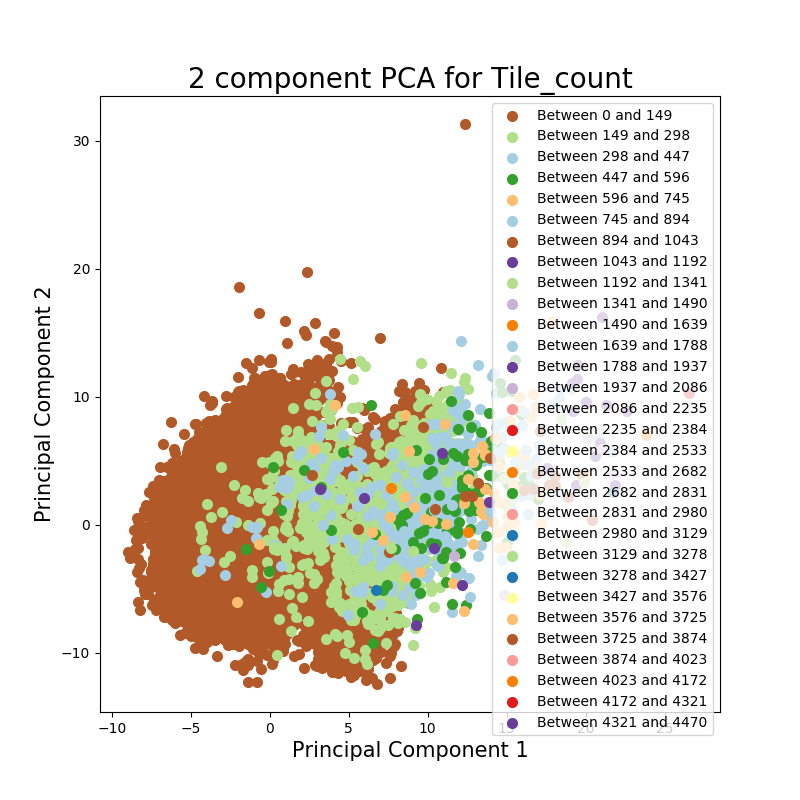 2 component PCA for Tile_count
30
20
10
0
−10
Principal Component 2
Between 0 and 149
Between 149 and 298
Between 298 and 447
Between 447 and 596
Between 596 and 745
Between 745 and 894
Between 894 and 1043
Between 1043 and 1192
Between 1192 and 1341
Between 1341 and 1490
Between 1490 and 1639
Between 1639 and 1788
Between 1788 and 1937
Between 1937 and 2086
Between 2086 and 2235
Between 2235 and 2384
Between 2384 and 2533
Between 2533 and 2682
Between 2682 and 2831
Between 2831 and 2980
Between 2980 and 3129
Between 3129 and 3278
Between 3278 and 3427
Between 3427 and 3576
Between 3576 and 3725
Between 3725 and 3874
Between 3874 and 4023
Between 4023 and 4172
Between 4172 and 4321
Between 4321 and 4470
−10 −5 0 5 10 15 20 25
Principal Component 1